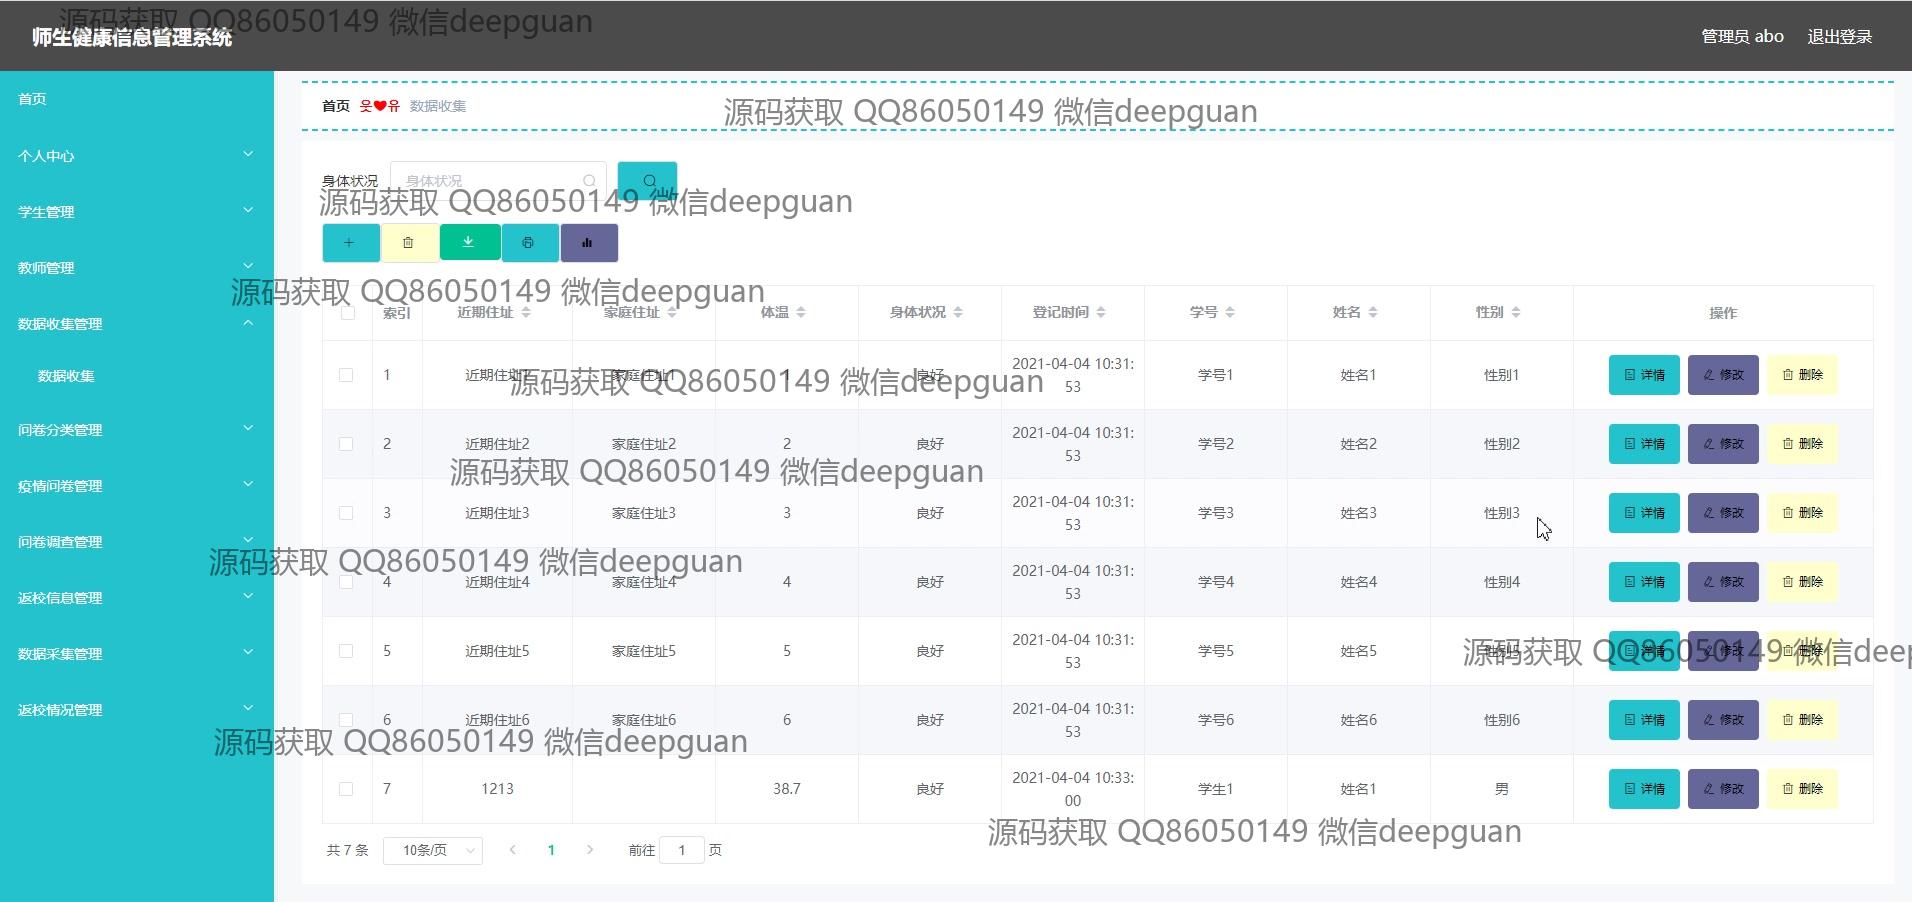 源码获取 QQ86050149 微信deepguan
师生健康信息管理系统
管理员 abo 退出登录
首页
个人中心
学生管理
教师管理
数据收集管理
数据收集
问卷分类管理
疫情问卷管理
问卷调查管理
返校信息管理
数据采集管理
返校情况管理
首页 웃❤유 数据收集
源码获取 QQ86050149 微信deepguan
身体状况 身体状况
源码获取 QQ86050149 微信deepguan
源码获取 QQ86050149 微信deepguan
索引 近期住址 家庭住址 体温 身体状况 登记时间 学号 姓名 性别 操作
1 近期住址1 家庭住址1 1 良好 2021-04-04 10:31:53 学号1 姓名1 性别1 详情 修改 删除
源码获取 QQ86050149 微信deepguan
2 近期住址2 家庭住址2 2 良好 2021-04-04 10:31:53 学号2 姓名2 性别2 详情 修改 删除
源码获取 QQ86050149 微信deepguan
3 近期住址3 家庭住址3 3 良好 2021-04-04 10:31:53 学号3 姓名3 性别3 详情 修改 删除
源码获取 QQ86050149 微信deepguan
4 近期住址4 家庭住址4 4 良好 2021-04-04 10:31:53 学号4 姓名4 性别4 详情 修改 删除
5 近期住址5 家庭住址5 5 良好 2021-04-04 10:31:53 学号5 姓名5 性别5 详情 修改 删除
源码获取 QQ86050149 微信deep
6 近期住址6 家庭住址6 6 良好 2021-04-04 10:31:53 学号6 姓名6 性别6 详情 修改 删除
源码获取 QQ86050149 微信deepguan
7 1213 38.7 良好 2021-04-04 10:33:00 学生1 姓名1 男 详情 修改 删除
源码获取 QQ86050149 微信deepguan
共 7 条 10条/页 1 前往 1 页